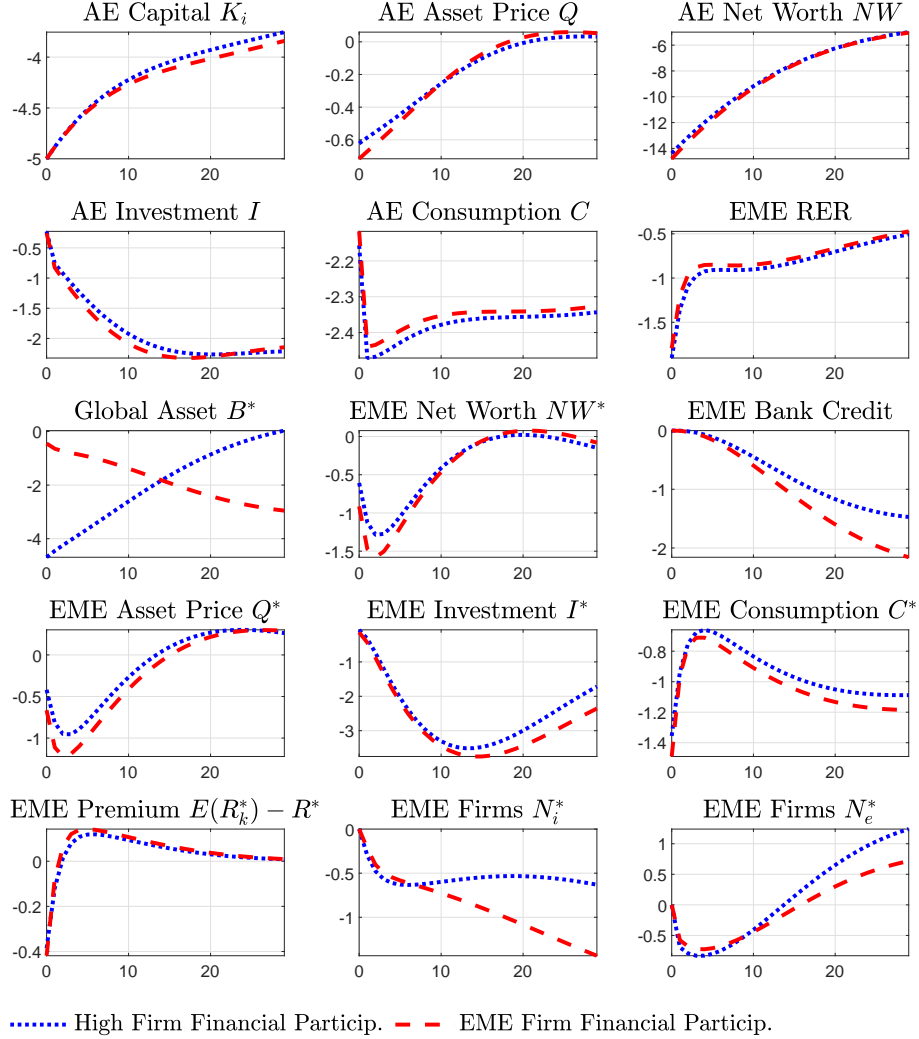 AE Capital K_i
AE Asset Price Q
AE Net Worth NW
-4
-4.5
-5
0 10 20
0
-0.2
-0.4
-0.6
0 10 20
-6
-8
-10
-12
-14
0 10 20
AE Investment I
AE Consumption C
EME RER
-0.5
-1
-1.5
-2
0 10 20
-2.2
-2.3
-2.4
0 10 20
-0.5
-1
-1.5
0 10 20
Global Asset B*
EME Net Worth NW*
EME Bank Credit
0
-2
-4
0 10 20
0
-0.5
-1
-1.5
0 10 20
0
-1
-2
0 10 20
EME Asset Price Q*
EME Investment I*
EME Consumption C*
0
-0.5
-1
0 10 20
-1
-2
-3
0 10 20
-0.8
-1
-1.2
-1.4
0 10 20
EME Premium E(R*_k) − R*
EME Firms N*_i
EME Firms N*_e
0
-0.2
-0.4
0 10 20
0
-0.5
-1
0 10 20
1
0.5
0
-0.5
0 10 20
High Firm Financial Particip.
EME Firm Financial Particip.